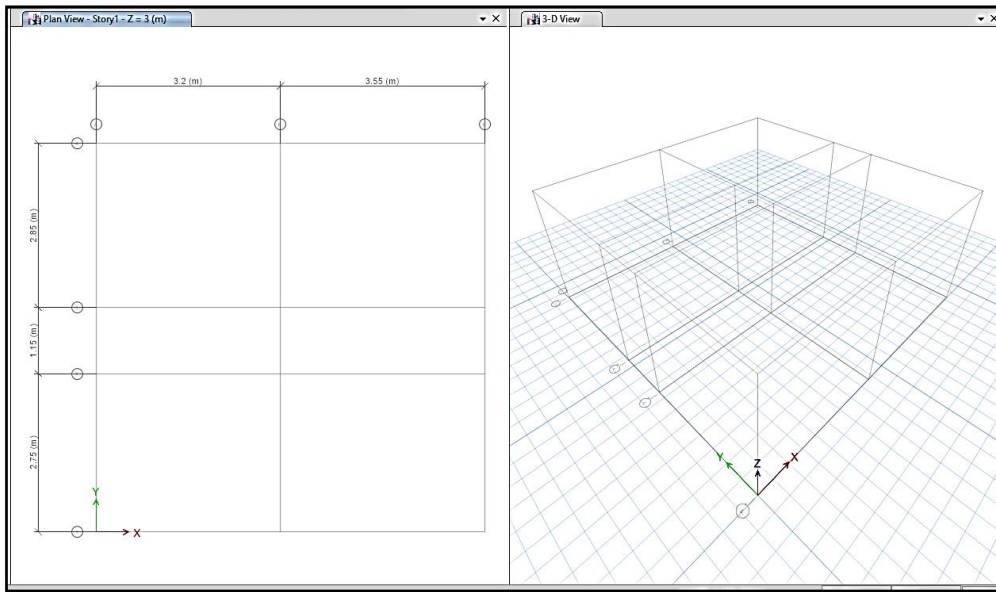 Plan View - Story1 - Z = 3 (m)
3.2 (m)
3.55 (m)
2.85 (m)
1.15 (m)
2.75 (m)
Y
X
3-D View
Y
Z
X